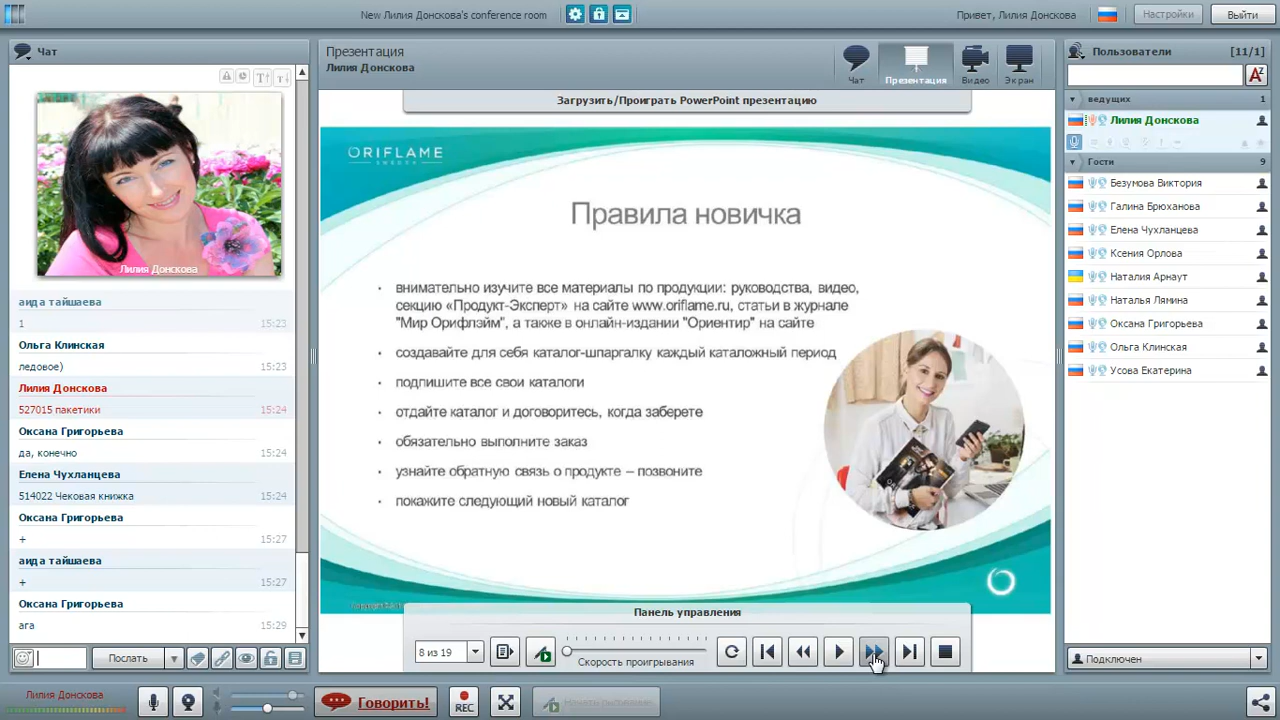 New Лилия Донскова's conference room
Привет, Лилия Донскова
Настройки
Выйти
Чат
Лилия Донскова
аида тайшаева
1 15:23
Ольга Клинская
ледовое) 15:23
Лилия Донскова
527015 пакетики 15:24
Оксана Григорьева
да, конечно 15:24
Елена Чухланцева
514022 Чековая книжка 15:24
Оксана Григорьева
+ 15:27
аида тайшаева
+ 15:27
Оксана Григорьева
ага 15:29
Послать
Презентация
Лилия Донскова
Чат
Презентация
Видео
Экран
Загрузить/Проиграть PowerPoint презентацию
ORIFLAME
SWEDEN
Правила новичка
• внимательно изучите все материалы по продукции: руководства, видео,
секцию «Продукт-Эксперт» на сайте www.oriflame.ru, статьи в журнале
"Мир Орифлэйм", а также в онлайн-издании "Ориентир" на сайте
• создавайте для себя каталог-шпаргалку каждый каталожный период
• подпишите все свои каталоги
• отдайте каталог и договоритесь, когда заберете
• обязательно выполните заказ
• узнайте обратную связь о продукте – позвоните
• покажите следующий новый каталог
Панель управления
8 из 19
Скорость проигрывания
Пользователи [11/1]
ведущих 1
Лилия Донскова
Гости 9
Безумова Виктория
Галина Брюханова
Елена Чухланцева
Ксения Орлова
Наталия Арнаут
Наталья Лямина
Оксана Григорьева
Ольга Клинская
Усова Екатерина
Подключен
Лилия Донскова
Говорить!
REC